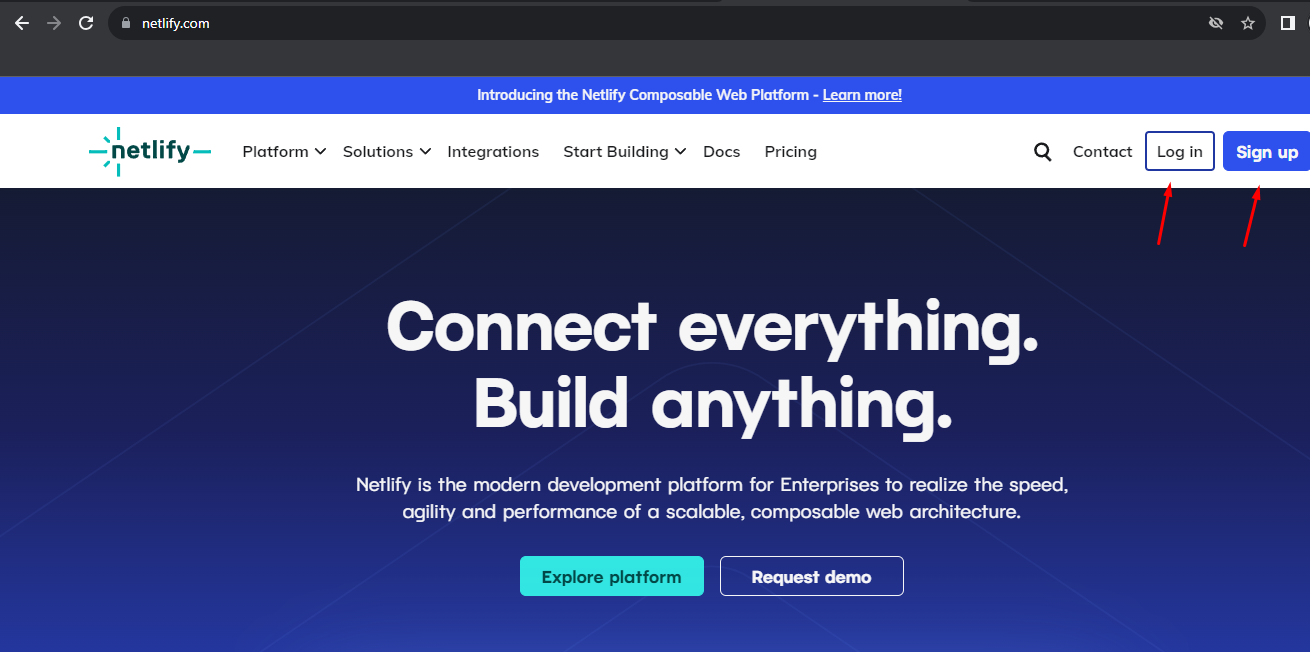 netlify.com
Introducing the Netlify Composable Web Platform - Learn more!
netlify Platform Solutions Integrations Start Building Docs Pricing Contact Log in Sign up
Connect everything.
Build anything.
Netlify is the modern development platform for Enterprises to realize the speed,
agility and performance of a scalable, composable web architecture.
Explore platform Request demo